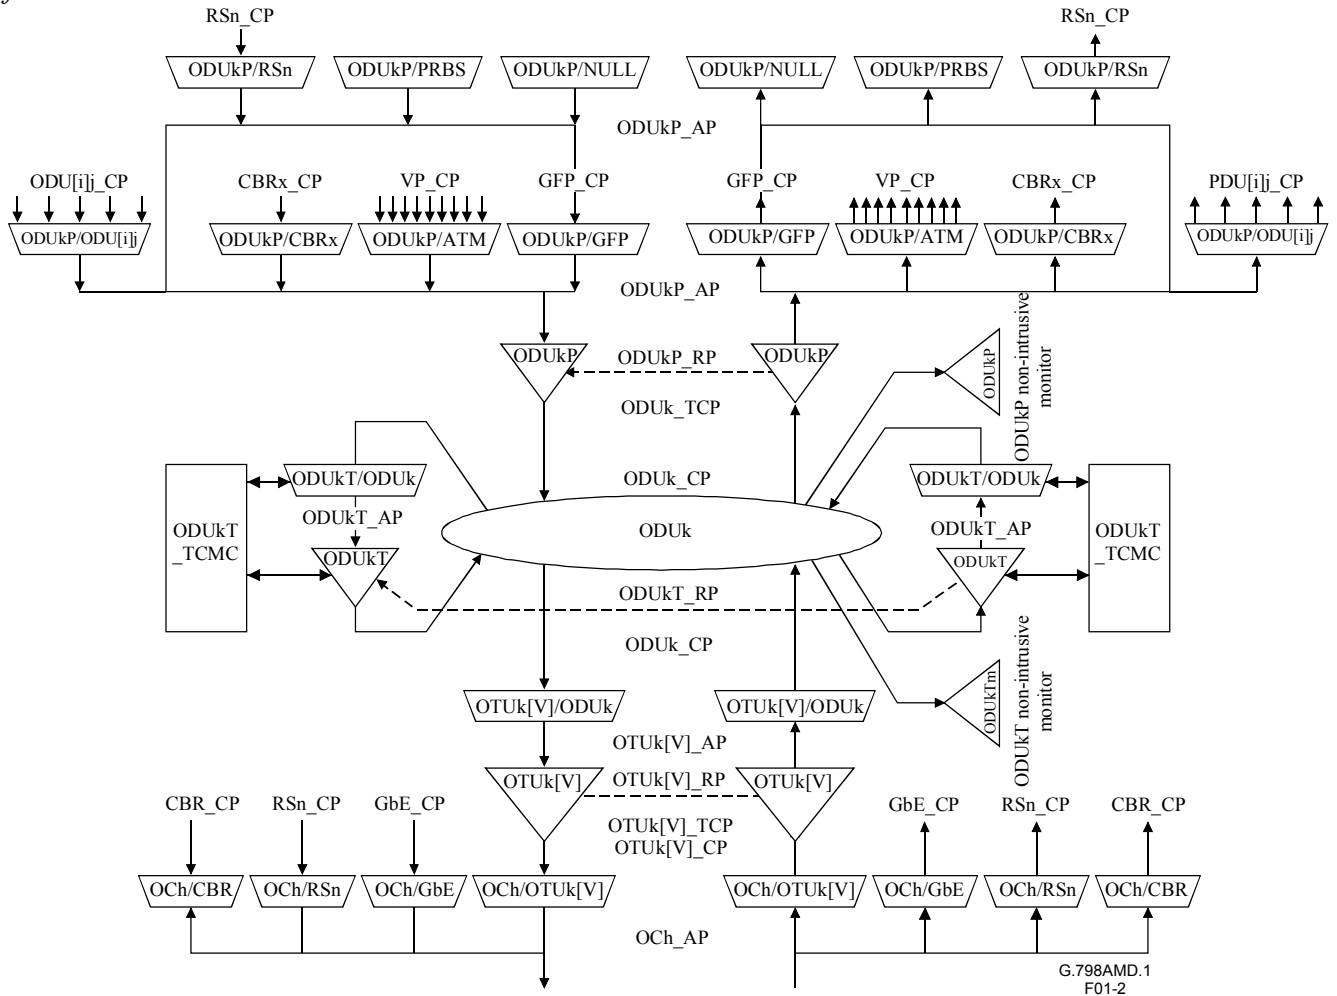 RSn_CP
RSn_CP
ODUkP/RSn
ODUkP/PRBS
ODUkP/NULL
ODUkP/NULL
ODUkP/PRBS
ODUkP/RSn
ODUkP_AP
ODU[i]j_CP
CBRx_CP
VP_CP
GFP_CP
GFP_CP
VP_CP
CBRx_CP
PDU[i]j_CP
ODUkP/ODU[i]j
ODUkP/CBRx
ODUkP/ATM
ODUkP/GFP
ODUkP/GFP
ODUkP/ATM
ODUkP/CBRx
ODUkP/ODU[i]j
ODUkP_AP
ODUkP
ODUkP_RP
ODUkP
ODUkP
ODUkP non-intrusive
monitor
ODUk_TCP
ODUkT/ODUk
ODUk_CP
ODUkT/ODUk
ODUkT
_TCMC
ODUkT_AP
ODUk
ODUkT_AP
ODUkT
_TCMC
ODUkT
ODUkT
ODUkT_RP
ODUk_CP
OTUk[V]/ODUk
OTUk[V]/ODUk
ODUkTm
ODUkT non-intrusive
monitor
OTUk[V]_AP
OTUk[V]
OTUk[V]_RP
OTUk[V]
CBR_CP
RSn_CP
GbE_CP
OTUk[V]_TCP
OTUk[V]_CP
GbE_CP
RSn_CP
CBR_CP
OCh/CBR
OCh/RSn
OCh/GbE
OCh/OTUk[V]
OCh/OTUk[V]
OCh/GbE
OCh/RSn
OCh/CBR
OCh_AP
G.798AMD.1
F01-2